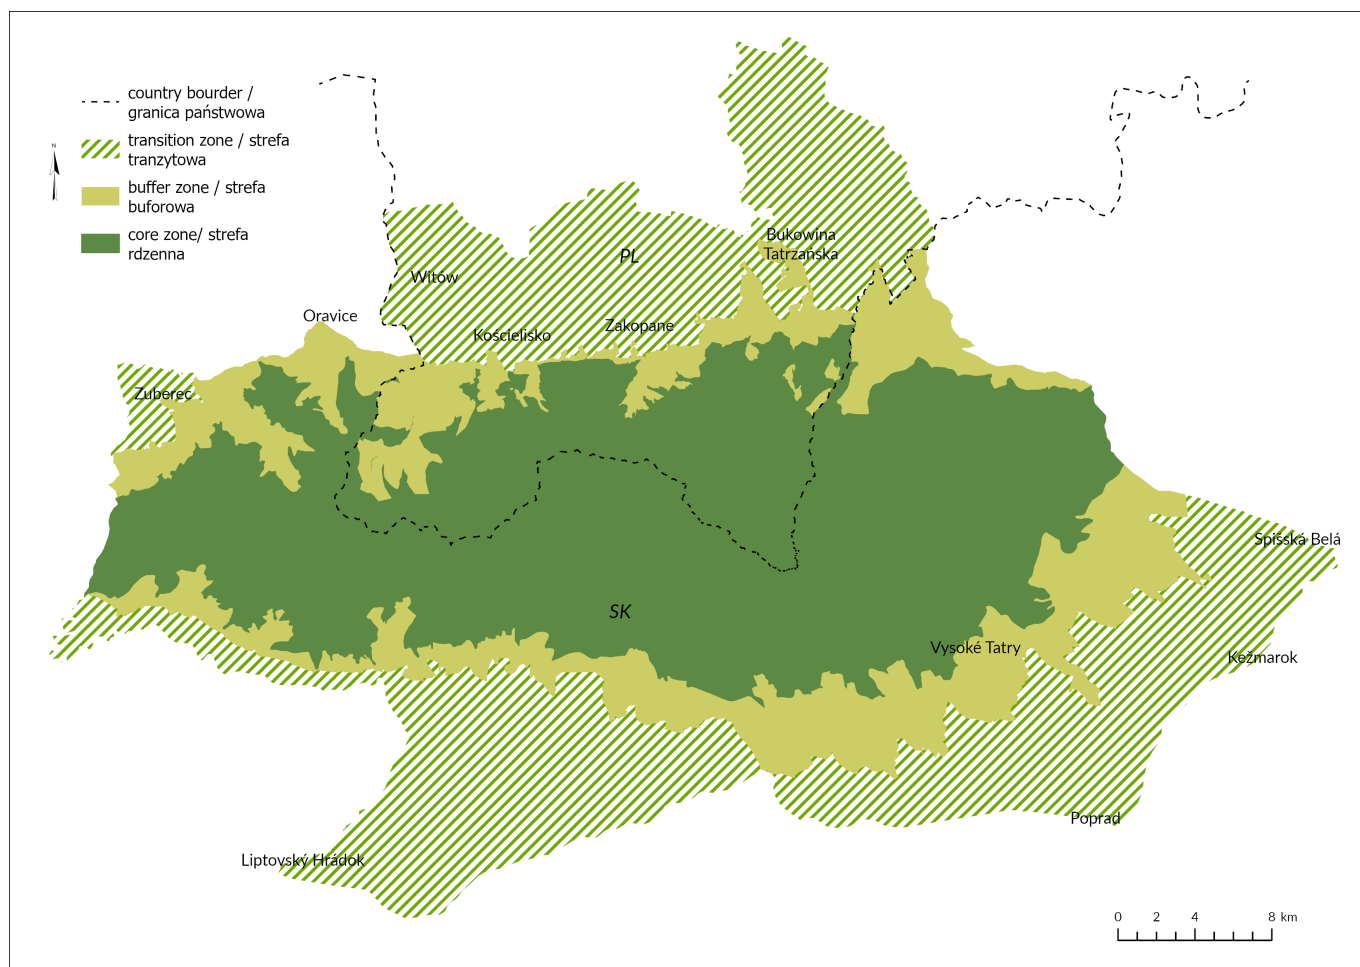 country bourder /
granica państwowa
transition zone / strefa
tranzytowa
buffer zone / strefa
buforowa
core zone/ strefa
rdzenna
N
Bukowina
Tatrzańska
PL
Witów
Oravice
Kościelisko
Zakopane
Zuberec
Spišská Belá
SK
Vysoké Tatry
Kežmarok
Poprad
Liptovský Hrádok
0 2 4 8 km